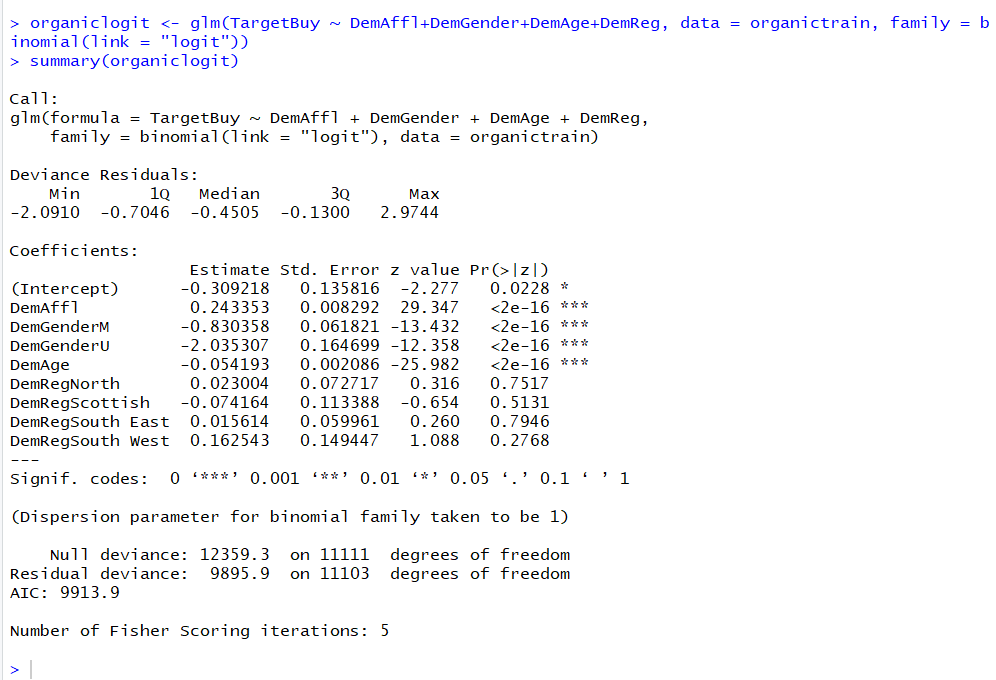 > organiclogit <- glm(TargetBuy ~ DemAffl+DemGender+DemAge+DemReg, data = organictrain, family = b
inomial(link = "logit"))
> summary(organiclogit)

Call:
glm(formula = TargetBuy ~ DemAffl + DemGender + DemAge + DemReg,
    family = binomial(link = "logit"), data = organictrain)

Deviance Residuals:
    Min       1Q   Median       3Q      Max
-2.0910  -0.7046  -0.4505  -0.1300   2.9744

Coefficients:
                  Estimate Std. Error z value Pr(>|z|)
(Intercept)      -0.309218   0.135816  -2.277   0.0228 *
DemAffl           0.243353   0.008292  29.347   <2e-16 ***
DemGenderM       -0.830358   0.061821 -13.432   <2e-16 ***
DemGenderU       -2.035307   0.164699 -12.358   <2e-16 ***
DemAge           -0.054193   0.002086 -25.982   <2e-16 ***
DemRegNorth       0.023004   0.072717   0.316   0.7517
DemRegScottish   -0.074164   0.113388  -0.654   0.5131
DemRegSouth East  0.015614   0.059961   0.260   0.7946
DemRegSouth West  0.162543   0.149447   1.088   0.2768
---
Signif. codes:  0 ‘***’ 0.001 ‘**’ 0.01 ‘*’ 0.05 ‘.’ 0.1 ‘ ’ 1

(Dispersion parameter for binomial family taken to be 1)

    Null deviance: 12359.3  on 11111  degrees of freedom
Residual deviance:  9895.9  on 11103  degrees of freedom
AIC: 9913.9

Number of Fisher Scoring iterations: 5

>